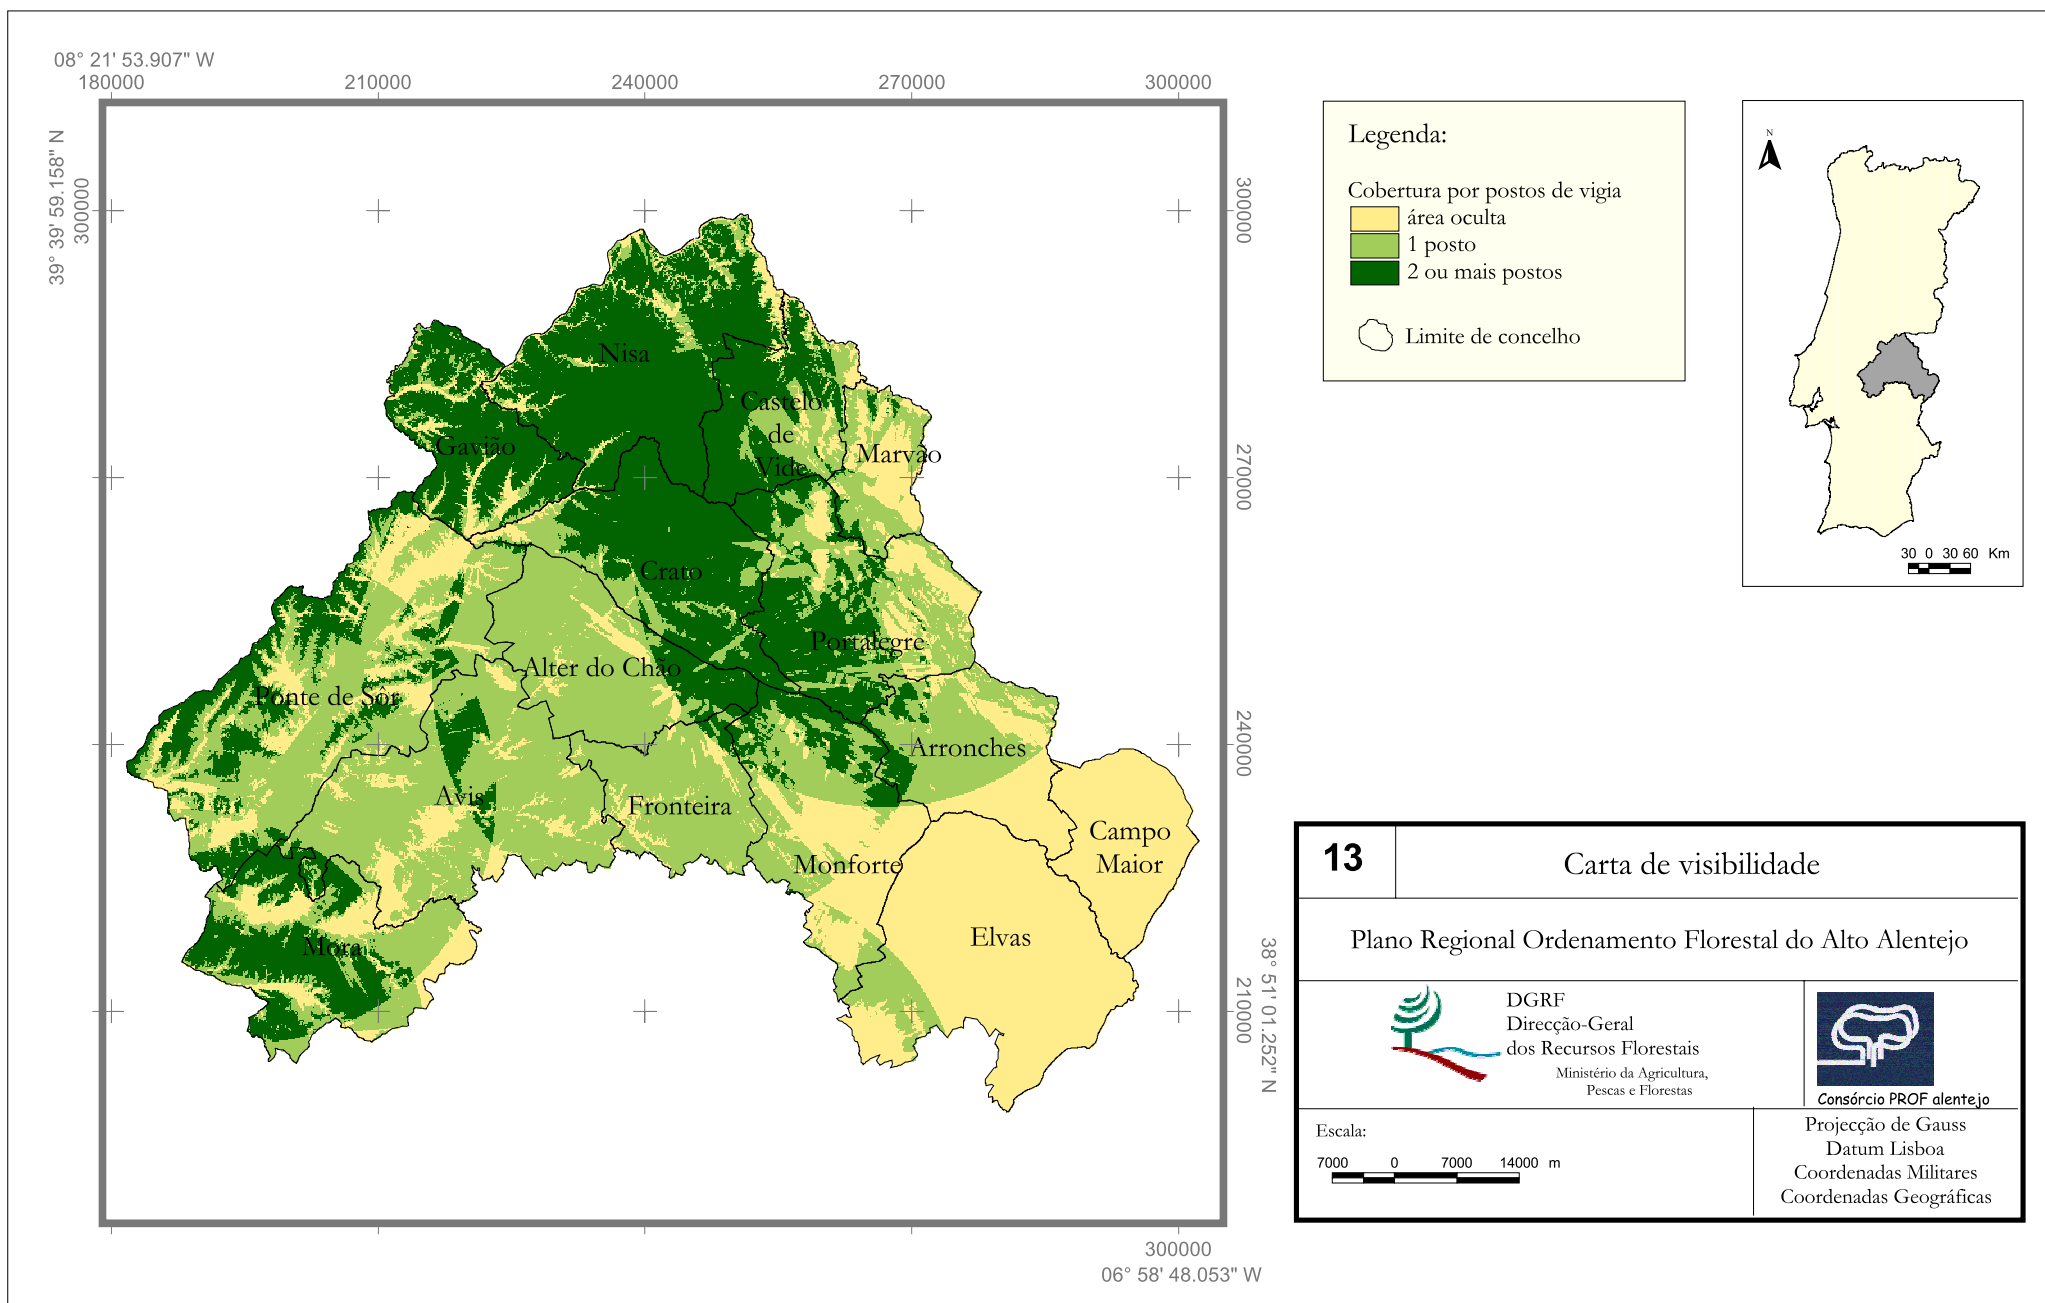 08° 21' 53.907" W
180000
210000
240000
270000
300000
39° 39' 59.158" N
300000
300000
270000
240000
210000
38° 51' 01.252" N
300000
06° 58' 48.053" W
Nisa
Castelo
de
Vide
Gavião
Marvão
Crato
Portalegre
Alter do Chão
Ponte de Sôr
Arronches
Avis
Fronteira
Campo
Maior
Monforte
Elvas
Mora
Legenda:
Cobertura por postos de vigia
área oculta
1 posto
2 ou mais postos
Limite de concelho
N
30 0 30 60 Km
13
Carta de visibilidade
Plano Regional Ordenamento Florestal do Alto Alentejo
DGRF
Direcção-Geral
dos Recursos Florestais
Ministério da Agricultura,
Pescas e Florestas
Consórcio PROF alentejo
Escala:
7000 0 7000 14000 m
Projecção de Gauss
Datum Lisboa
Coordenadas Militares
Coordenadas Geográficas